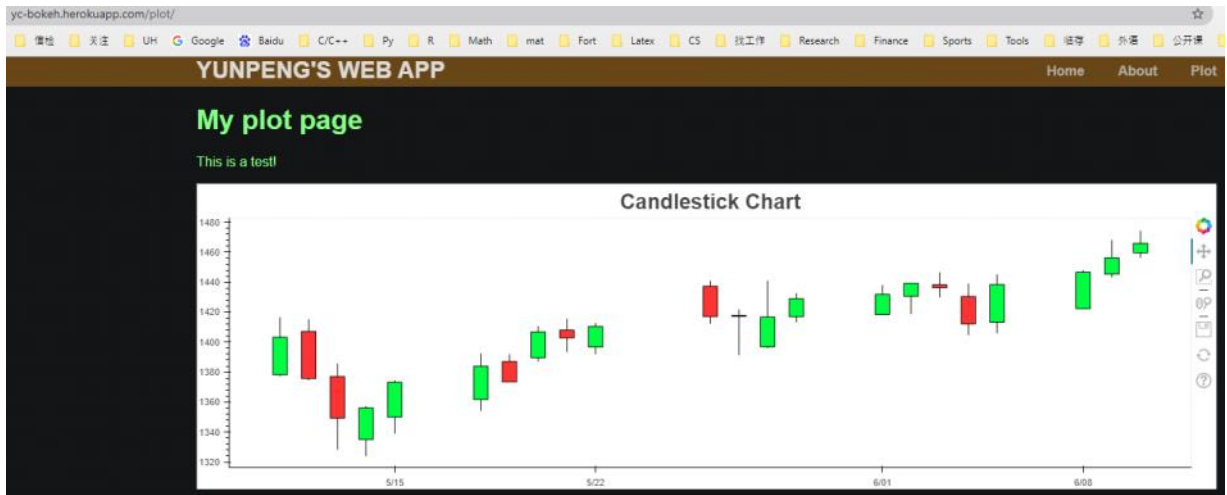 yc-bokeh.herokuapp.com/plot/
借检 关注 UH Google Baidu C/C++ Py R Math mat Fort Latex CS 找工作 Research Finance Sports Tools 临存 外语 公开课
YUNPENG'S WEB APP Home About Plot
My plot page
This is a test!
Candlestick Chart
1480
1460
1440
1420
1400
1380
1360
1340
1320
5/15 5/22 6/01 6/08